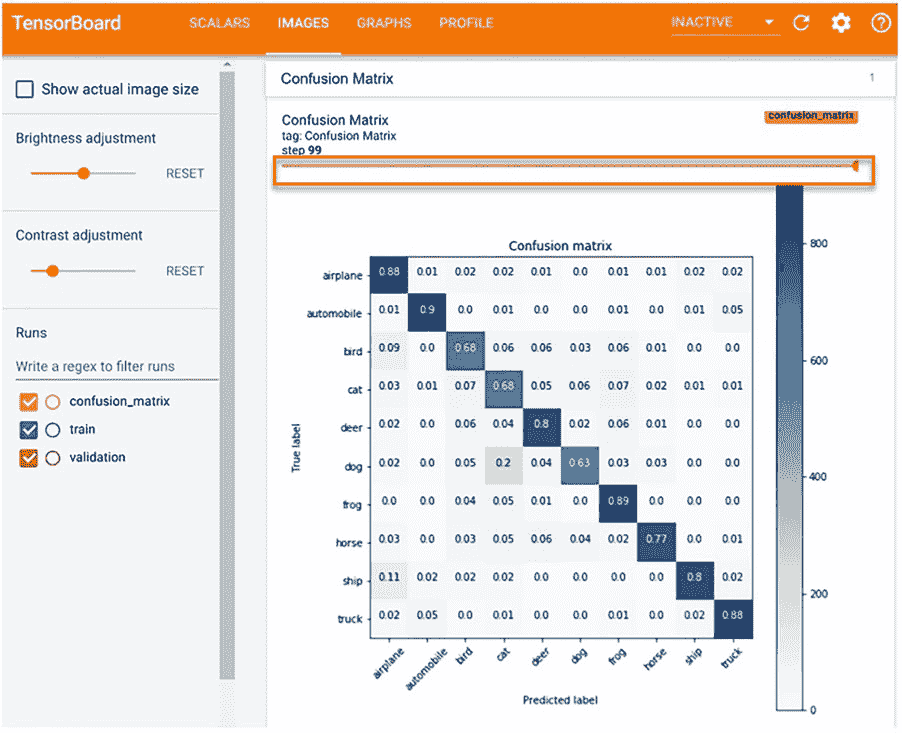 TensorBoard SCALARS IMAGES GRAPHS PROFILE INACTIVE
Show actual image size
Brightness adjustment
RESET
Contrast adjustment
RESET
Runs
Write a regex to filter runs
confusion_matrix
train
validation
Confusion Matrix 1
Confusion Matrix confusion_matrix
tag: Confusion Matrix
step 99
Confusion matrix
airplane 0.88 0.01 0.02 0.02 0.01 0.0 0.01 0.01 0.02 0.02
automobile 0.01 0.9 0.0 0.01 0.0 0.0 0.01 0.0 0.01 0.05
bird 0.09 0.0 0.68 0.06 0.06 0.03 0.06 0.01 0.0 0.0
cat 0.03 0.01 0.07 0.68 0.05 0.06 0.07 0.02 0.01 0.01
deer 0.02 0.0 0.06 0.04 0.8 0.02 0.06 0.01 0.0 0.0
dog 0.02 0.0 0.05 0.2 0.04 0.63 0.03 0.03 0.0 0.0
frog 0.0 0.0 0.04 0.05 0.01 0.0 0.89 0.0 0.0 0.0
horse 0.03 0.0 0.03 0.05 0.06 0.04 0.02 0.77 0.0 0.01
ship 0.11 0.02 0.02 0.02 0.0 0.0 0.0 0.0 0.8 0.02
truck 0.02 0.05 0.0 0.01 0.0 0.0 0.01 0.0 0.02 0.88
True label
airplane automobile bird cat deer dog frog horse ship truck
Predicted label
800
600
400
200
0